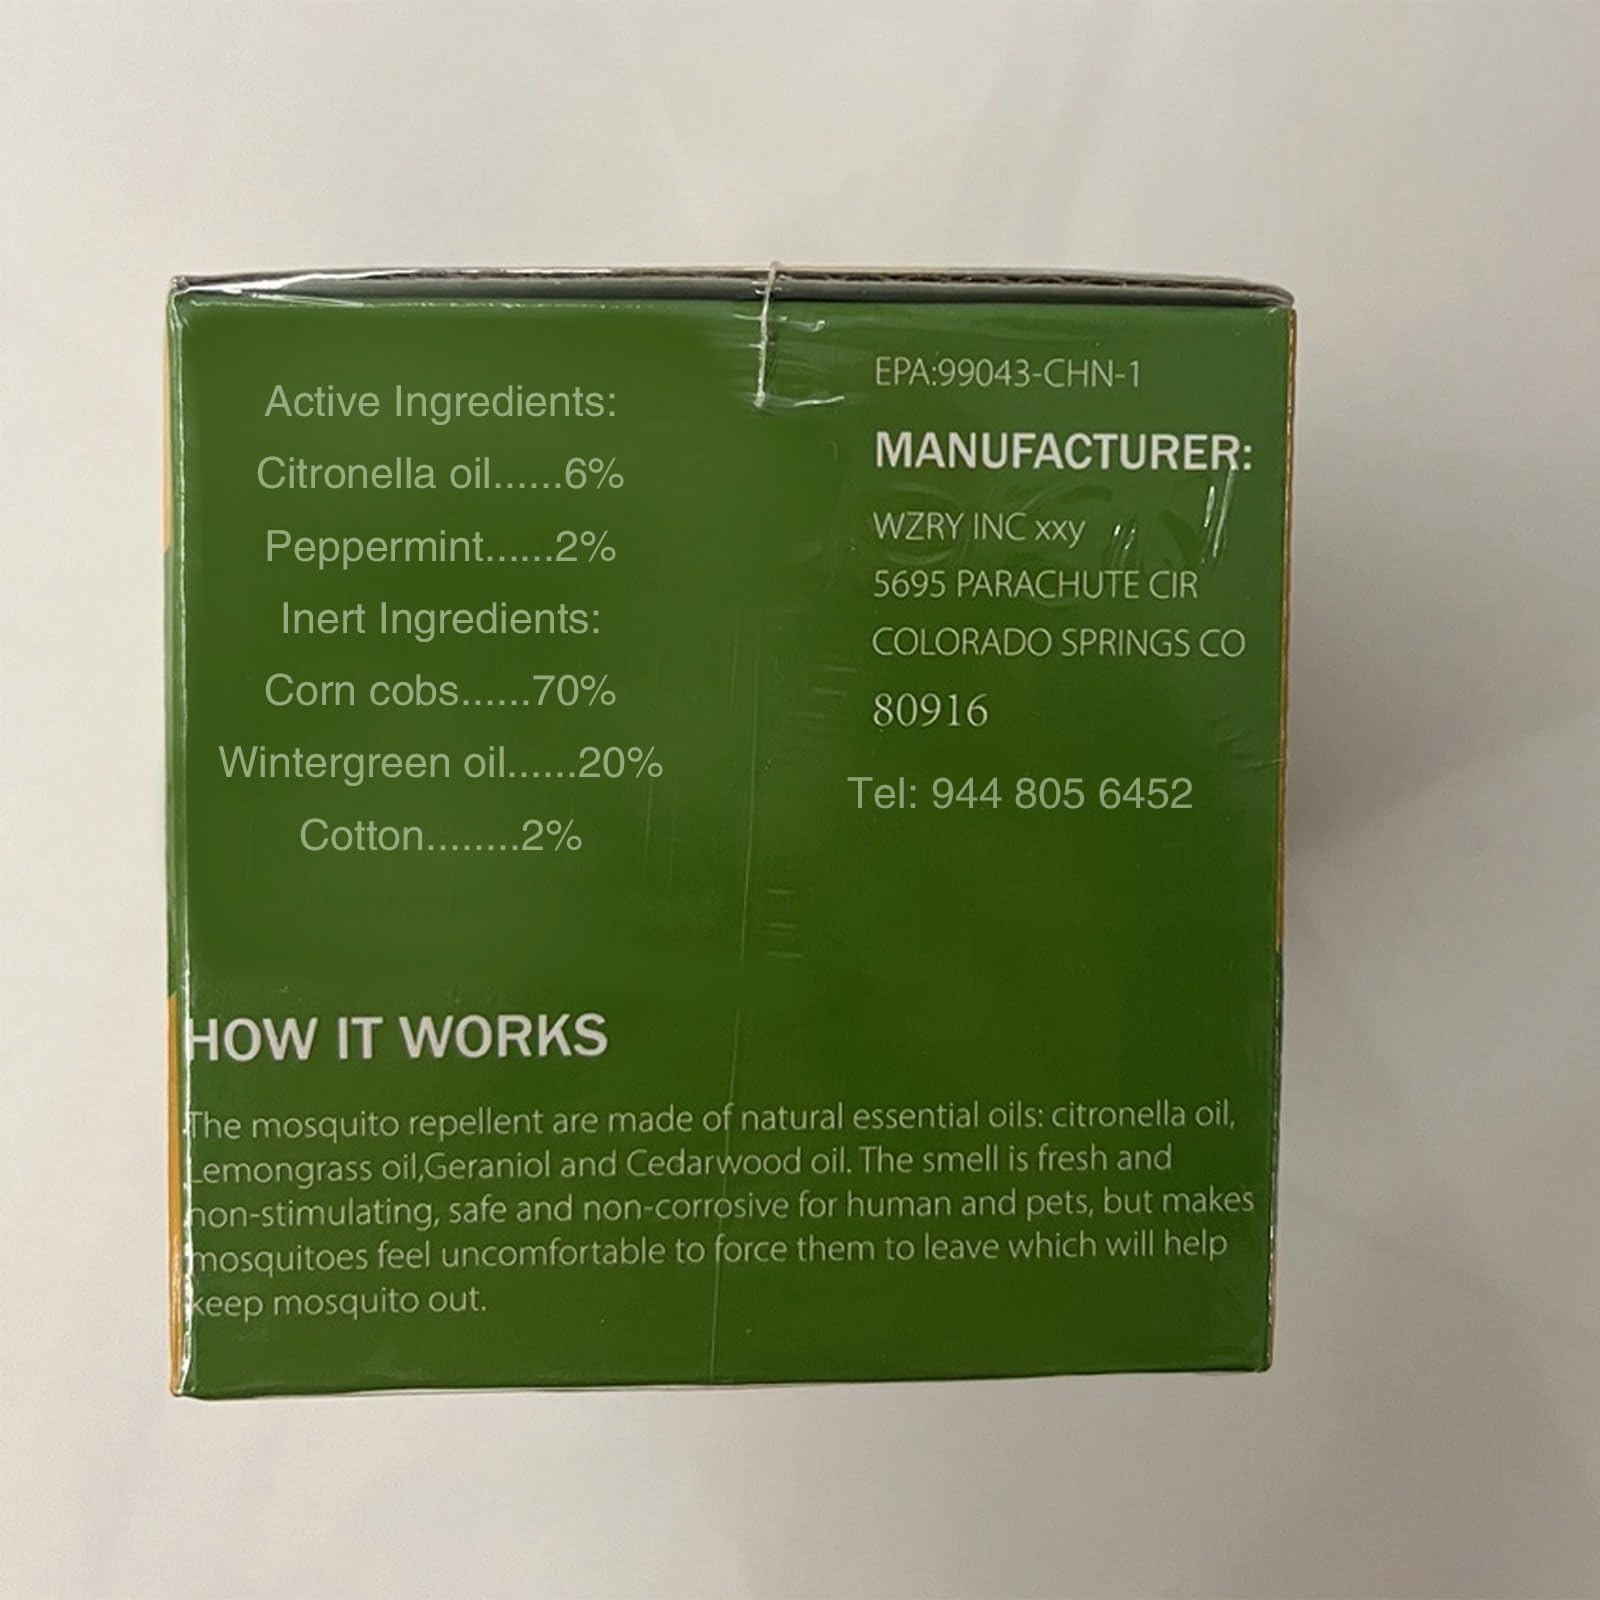 Active Ingredients:
Citronella oil......6%
Peppermint......2%
Inert Ingredients:
Corn cobs......70%
Wintergreen oil......20%
Cotton........2%
EPA:99043-CHN-1
MANUFACTURER:
WZRY INC xxy
5695 PARACHUTE CIR
COLORADO SPRINGS CO
80916
Tel: 944 805 6452
HOW IT WORKS
The mosquito repellent are made of natural essential oils: citronella oil,
Lemongrass oil,Geraniol and Cedarwood oil. The smell is fresh and
non-stimulating, safe and non-corrosive for human and pets, but makes
mosquitoes feel uncomfortable to force them to leave which will help
keep mosquito out.